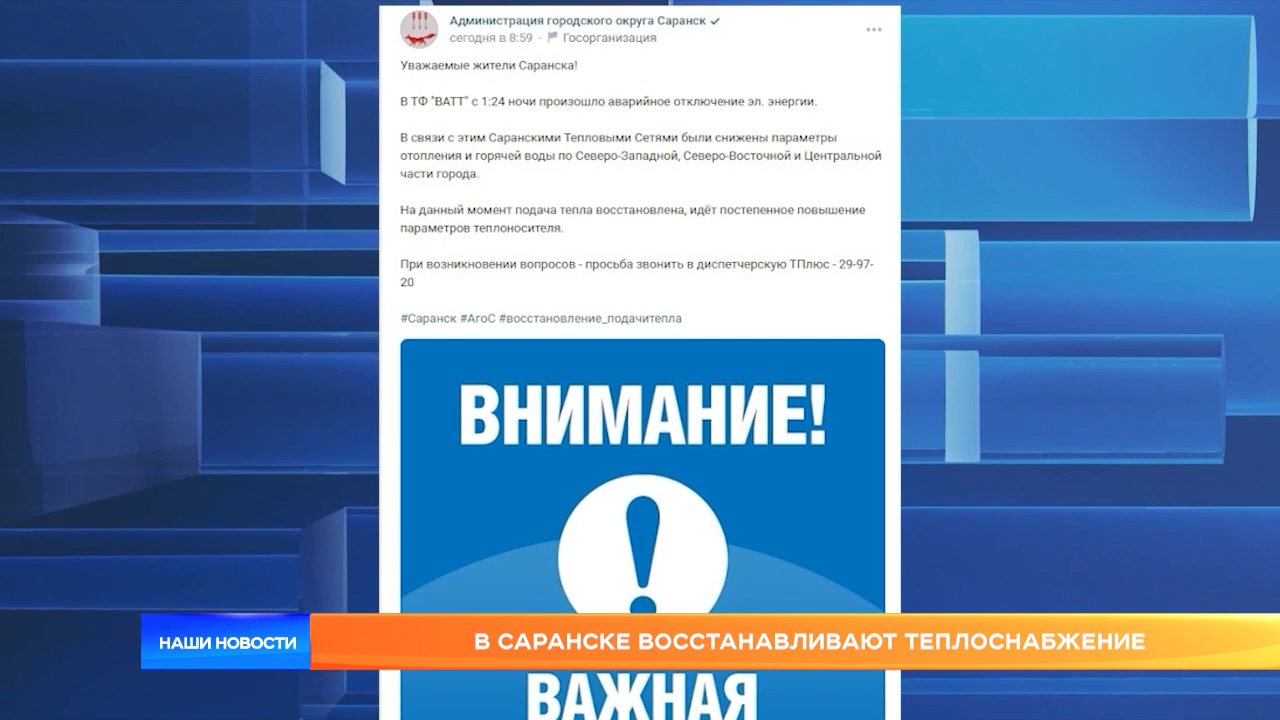 Администрация городского округа Саранск
сегодня в 8:59 · Госорганизация
Уважаемые жители Саранска!
В ТФ "ВАТТ" с 1:24 ночи произошло аварийное отключение эл. энергии.
В связи с этим Саранскими Тепловыми Сетями были снижены параметры
отопления и горячей воды по Северо-Западной, Северо-Восточной и Центральной
части города.
На данный момент подача тепла восстановлена, идёт постепенное повышение
параметров теплоносителя.
При возникновении вопросов - просьба звонить в диспетчерскую ТПлюс - 29-97-
20
#Саранск #АгоС #восстановление_подачитепла
ВНИМАНИЕ!
!
НАШИ НОВОСТИ
В САРАНСКЕ ВОССТАНАВЛИВАЮТ ТЕПЛОСНАБЖЕНИЕ
ВАЖНАЯ